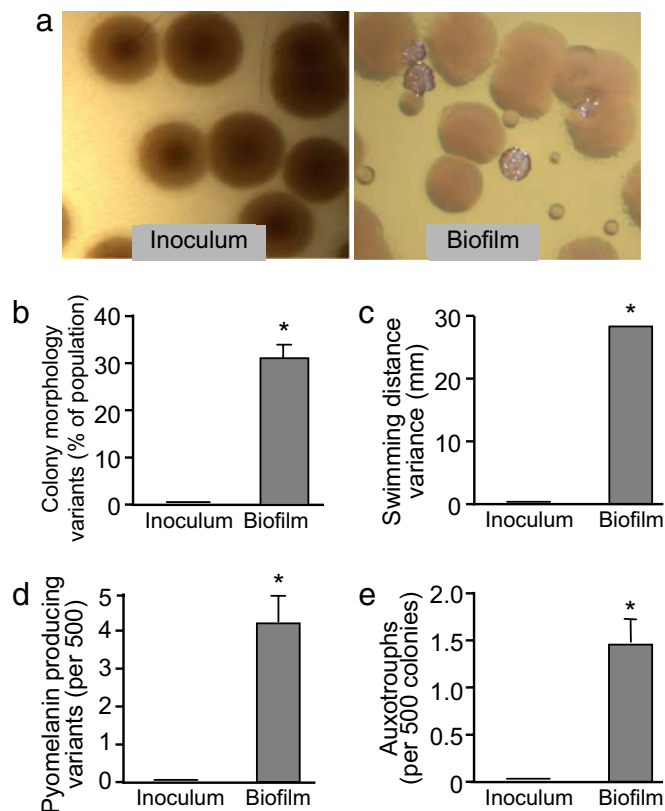 a
Inoculum
Biofilm
b
Colony morphology
variants (% of population)
40
30
20
10
0
*
Inoculum
Biofilm
c
Swimming distance
variance (mm)
30
20
10
0
*
Inoculum
Biofilm
d
Pyomelanin producing
variants (per 500)
5
4
3
2
1
0
*
Inoculum
Biofilm
e
Auxotrouphs
(per 500 colonies)
2.0
1.5
1.0
0.5
0
*
Inoculum
Biofilm